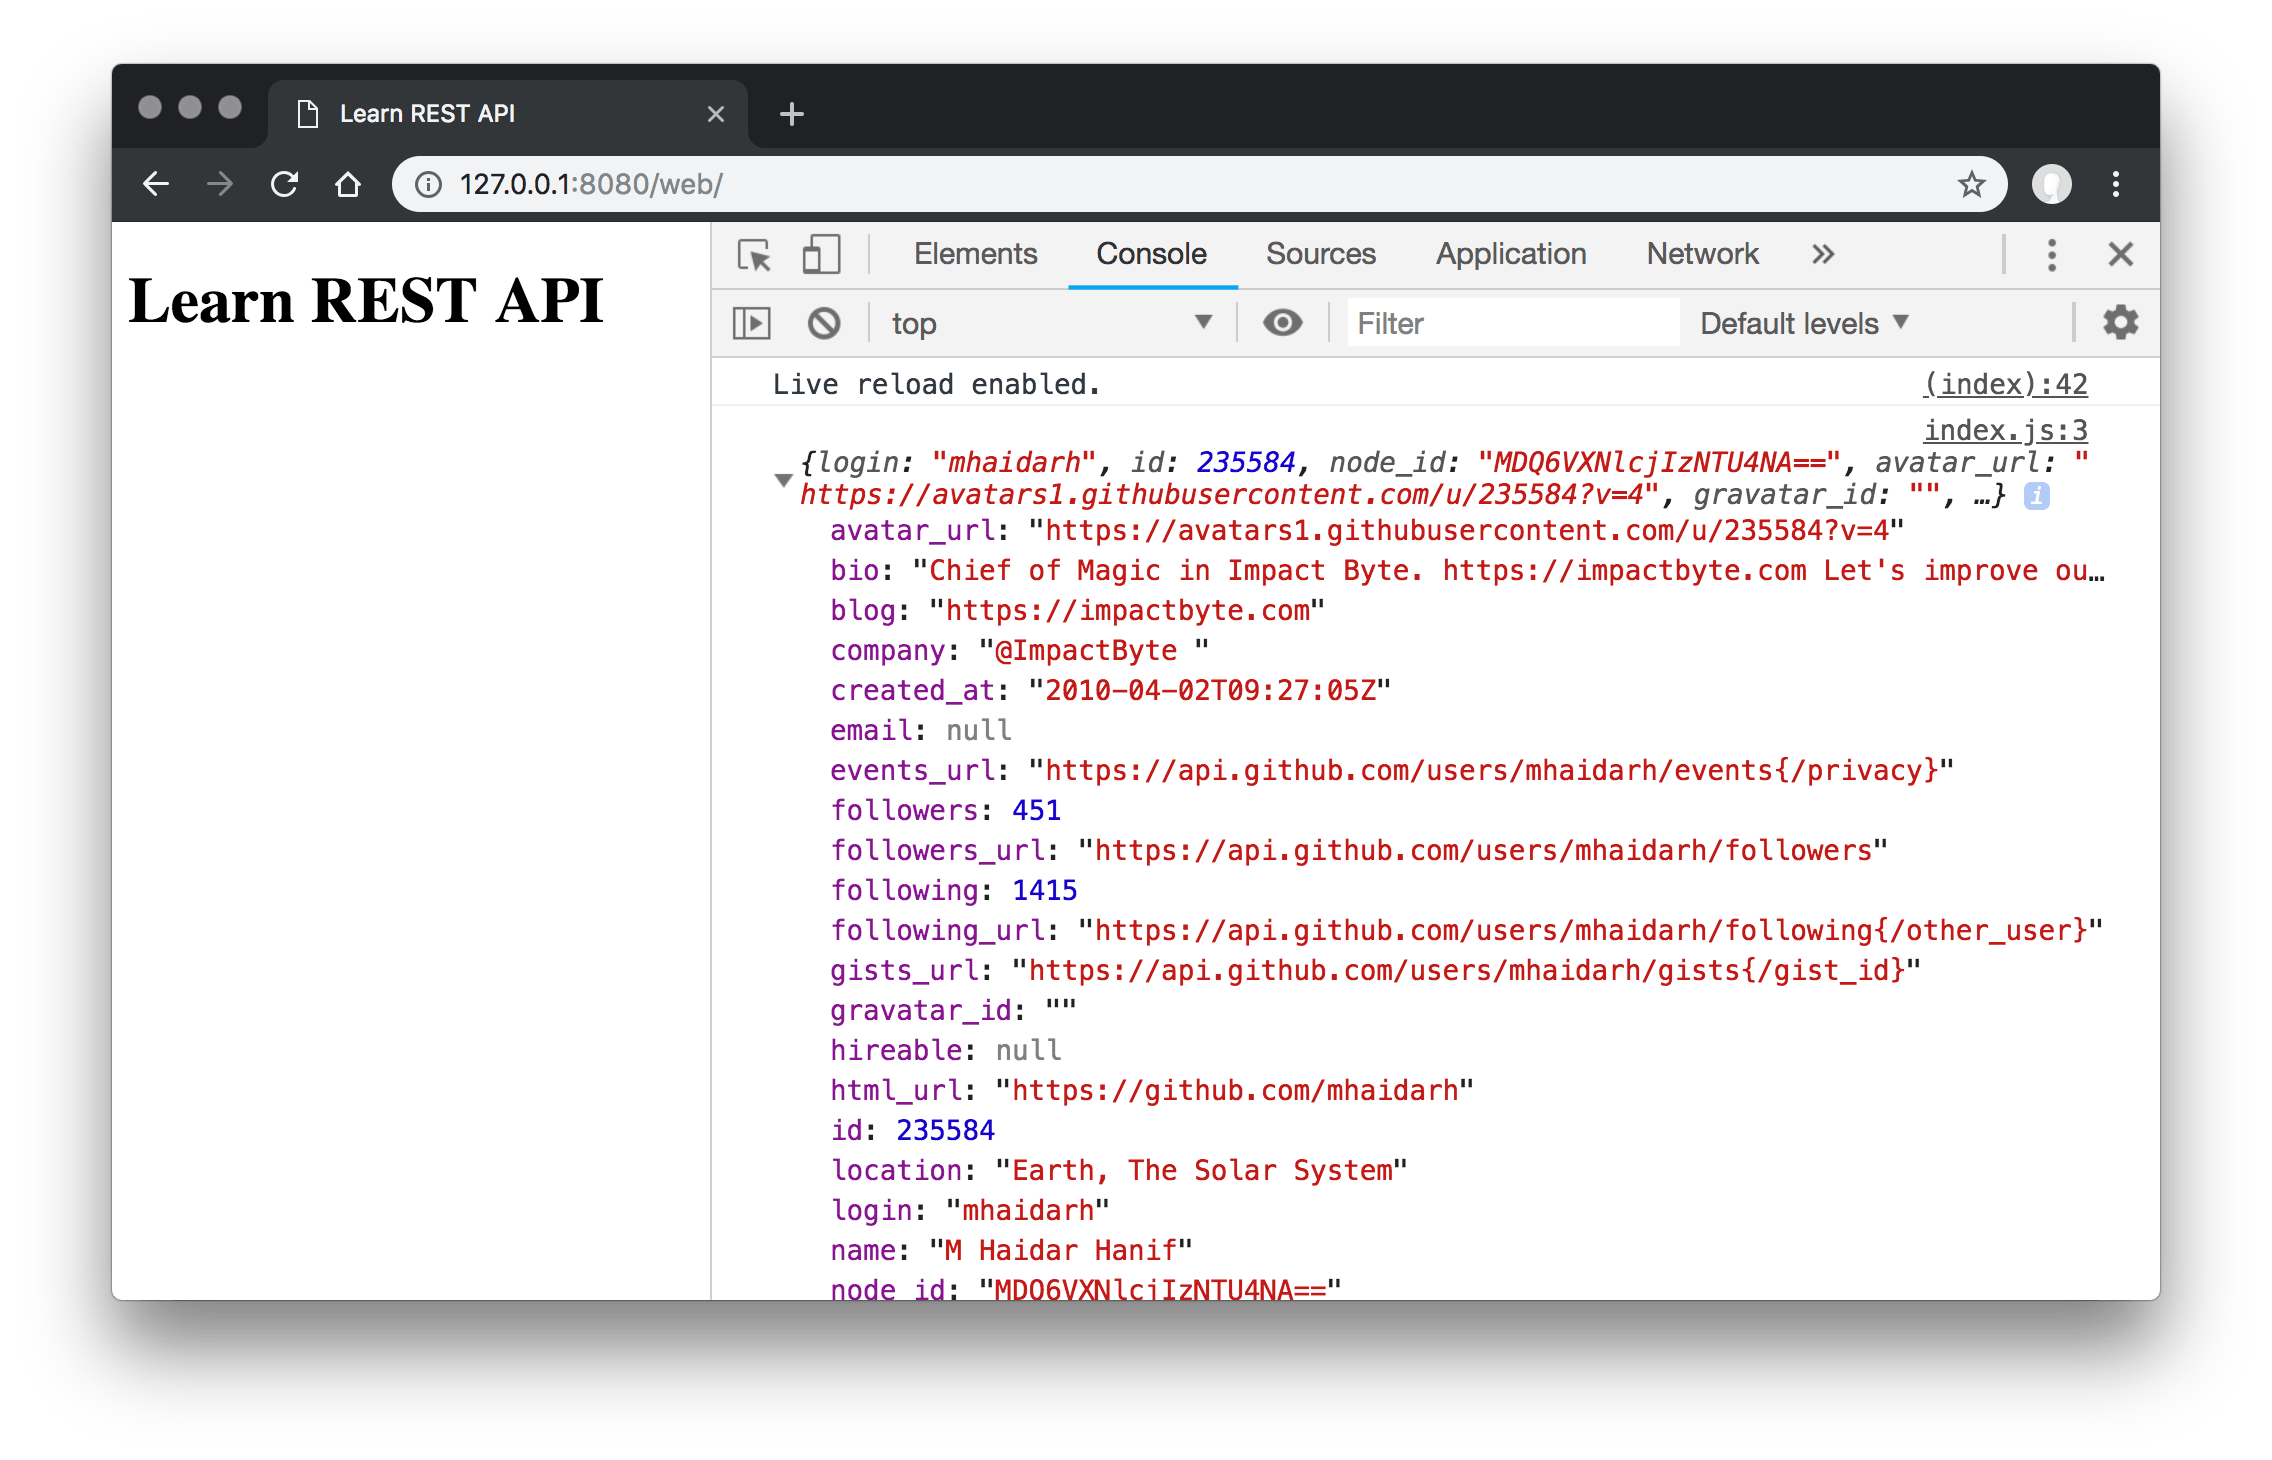 Learn REST API
127.0.0.1:8080/web/
Learn REST API
Elements Console Sources Application Network
top Filter Default levels
Live reload enabled. (index):42
index.js:3
{login: "mhaidarh", id: 235584, node_id: "MDQ6VXNlcjIzNTU4NA==", avatar_url: "
https://avatars1.githubusercontent.com/u/235584?v=4", gravatar_id: "", …} i
avatar_url: "https://avatars1.githubusercontent.com/u/235584?v=4"
bio: "Chief of Magic in Impact Byte. https://impactbyte.com Let's improve ou…
blog: "https://impactbyte.com"
company: "@ImpactByte "
created_at: "2010-04-02T09:27:05Z"
email: null
events_url: "https://api.github.com/users/mhaidarh/events{/privacy}"
followers: 451
followers_url: "https://api.github.com/users/mhaidarh/followers"
following: 1415
following_url: "https://api.github.com/users/mhaidarh/following{/other_user}"
gists_url: "https://api.github.com/users/mhaidarh/gists{/gist_id}"
gravatar_id: ""
hireable: null
html_url: "https://github.com/mhaidarh"
id: 235584
location: "Earth, The Solar System"
login: "mhaidarh"
name: "M Haidar Hanif"
node_id: "MDQ6VXNlcjIzNTU4NA=="